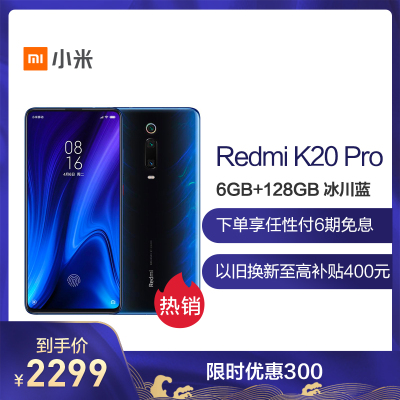 mi 小米
Redmi K20 Pro
6GB+128GB 冰川蓝
下单享任性付6期免息
以旧换新至高补贴400元
08
16
Redmi
热销
到手价
¥2299
限时优惠300